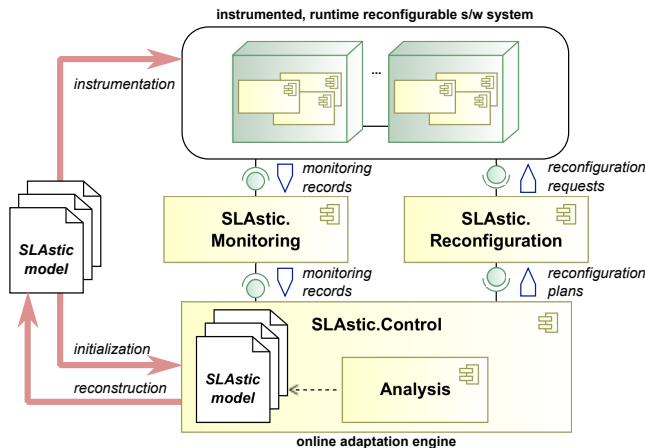 instrumented, runtime reconfigurable s/w system
instrumentation
...
monitoring
records
reconfiguration
requests
SLAstic.
Monitoring
SLAstic.
Reconfiguration
SLAstic
model
monitoring
records
reconfiguration
plans
SLAstic.Control
initialization
reconstruction
SLAstic
model
Analysis
online adaptation engine